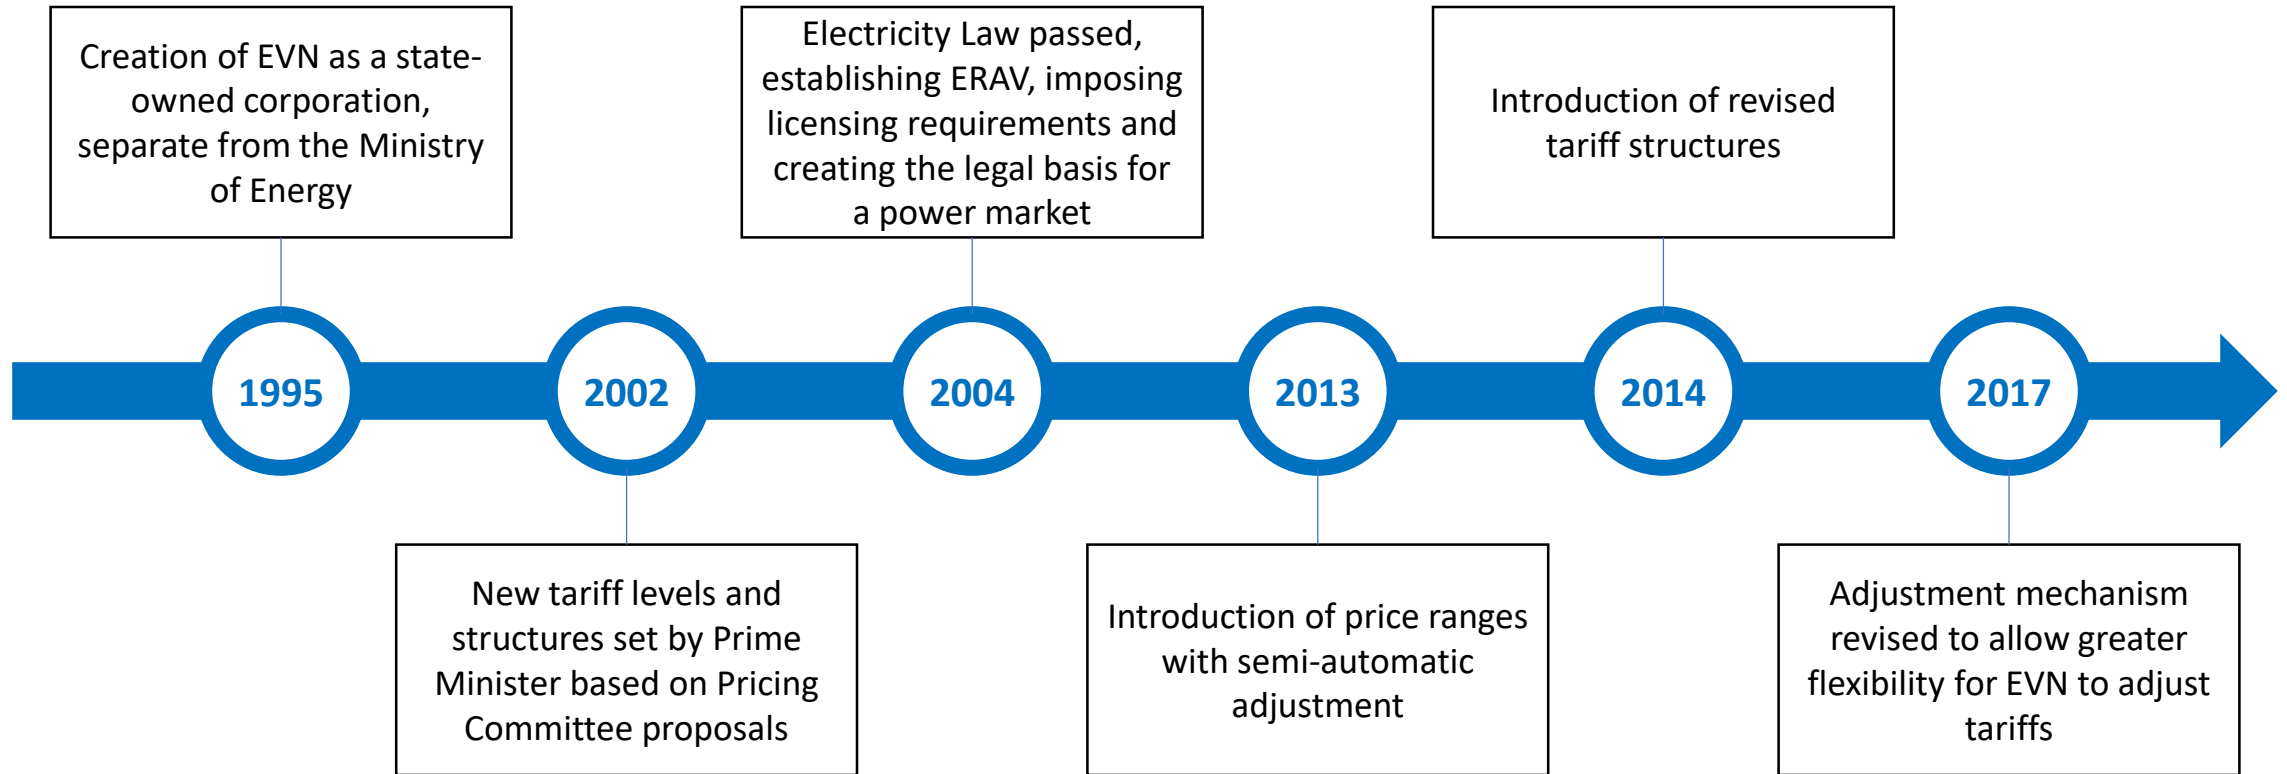 Creation of EVN as a state-
owned corporation,
separate from the Ministry
of Energy
Electricity Law passed,
establishing ERAV, imposing
licensing requirements and
creating the legal basis for
a power market
Introduction of revised
tariff structures
1995
2002
2004
2013
2014
2017
New tariff levels and
structures set by Prime
Minister based on Pricing
Committee proposals
Introduction of price ranges
with semi-automatic
adjustment
Adjustment mechanism
revised to allow greater
flexibility for EVN to adjust
tariffs